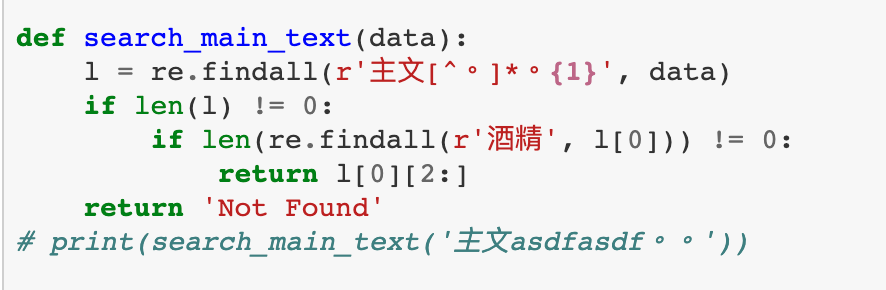 def search_main_text(data):
    l = re.findall(r'主文[^。]*。{1}', data)
    if len(l) != 0:
        if len(re.findall(r'酒精', l[0])) != 0:
            return l[0][2:]
    return 'Not Found'
# print(search_main_text('主文asdfasdf。。'))